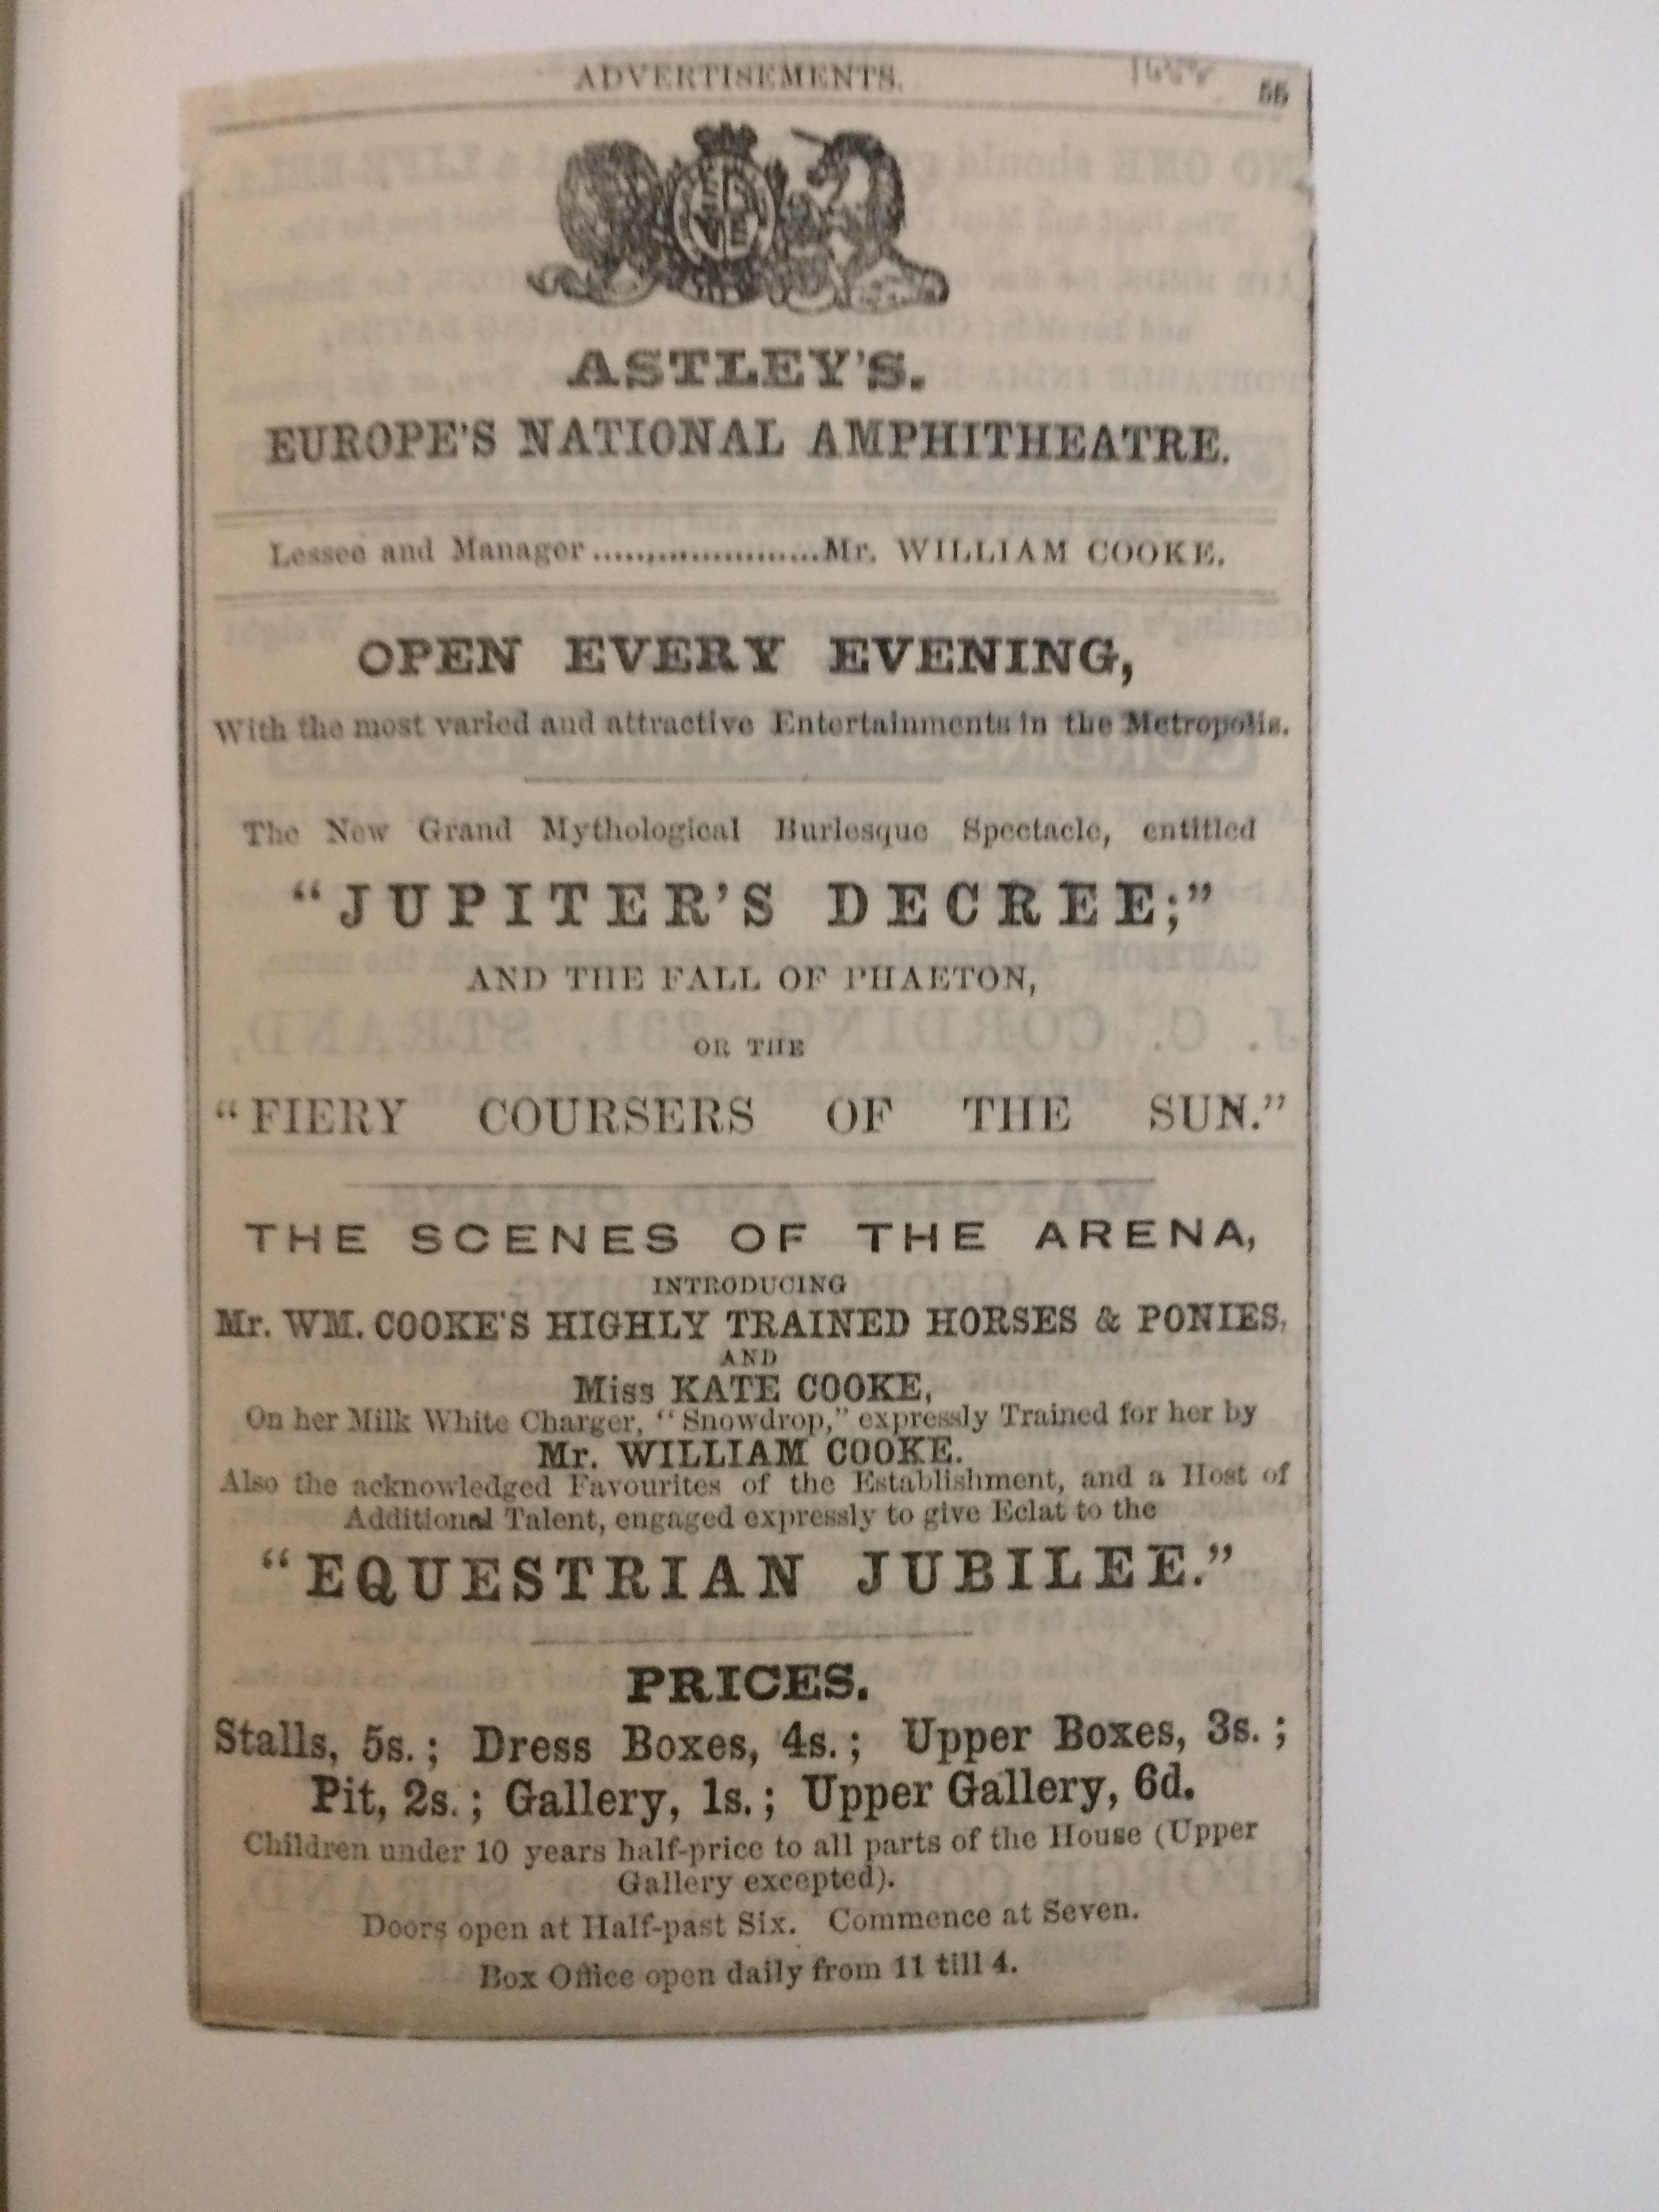 ADVERTISEMENTS. 55
ASTLEY'S.
EUROPE'S NATIONAL AMPHITHEATRE.
Lessee and Manager......................Mr. WILLIAM COOKE.
OPEN EVERY EVENING,
With the most varied and attractive Entertainments in the Metropolis.
The New Grand Mythological Burlesque Spectacle, entitled
"JUPITER'S DECREE;"
AND THE FALL OF PHAETON,
OR THE
"FIERY COURSERS OF THE SUN."
THE SCENES OF THE ARENA,
INTRODUCING
Mr. WM. COOKE'S HIGHLY TRAINED HORSES & PONIES,
AND
Miss KATE COOKE,
On her Milk White Charger, "Snowdrop," expressly Trained for her by
Mr. WILLIAM COOKE.
Also the acknowledged Favourites of the Establishment, and a Host of
Additional Talent, engaged expressly to give Eclat to the
"EQUESTRIAN JUBILEE."
PRICES.
Stalls, 5s.; Dress Boxes, 4s.; Upper Boxes, 3s.;
Pit, 2s.; Gallery, 1s.; Upper Gallery, 6d.
Children under 10 years half-price to all parts of the House (Upper
Gallery excepted).
Doors open at Half-past Six. Commence at Seven.
Box Office open daily from 11 till 4.